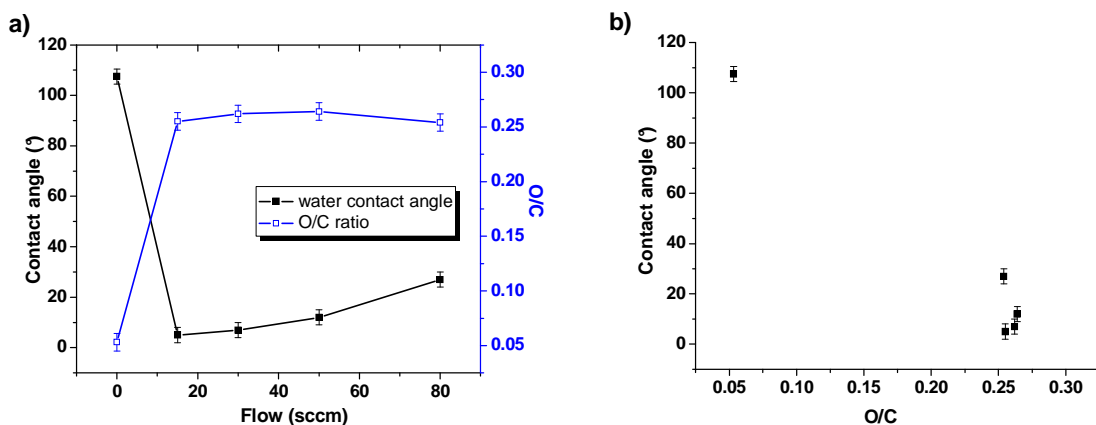 a)
120
100
80
60
40
20
0
Contact angle (°)
0 20 40 60 80
Flow (sccm)
0.30
0.25
0.20
0.15
0.10
0.05
O/C
water contact angle
O/C ratio
b)
120
100
80
60
40
20
0
Contact angle (°)
0.05 0.10 0.15 0.20 0.25 0.30
O/C